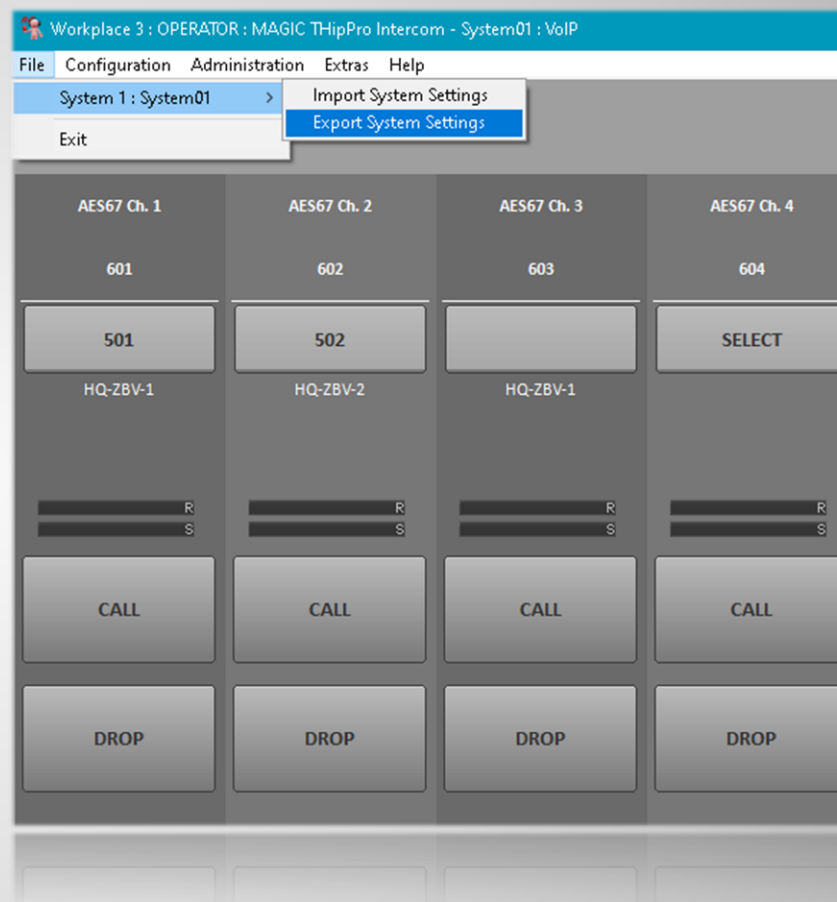 Workplace 3 : OPERATOR : MAGIC THipPro Intercom - System01 : VoIP
File Configuration Administration Extras Help
System 1 : System01 > Import System Settings
Export System Settings
Exit
AES67 Ch. 1 AES67 Ch. 2 AES67 Ch. 3 AES67 Ch. 4
601 602 603 604
501 502 SELECT
HQ-ZBV-1 HQ-ZBV-2 HQ-ZBV-1
R R R R
S S S S
CALL CALL CALL CALL
DROP DROP DROP DROP